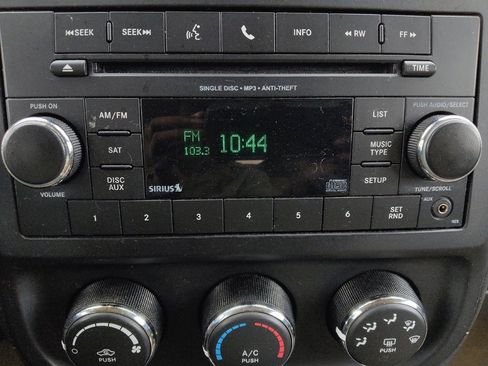 SEEK SEEK INFO RW FF
TIME
SINGLE DISC • MP3 • ANTI-THEFT
PUSH ON PUSH AUDIO/SELECT
AM/FM LIST
FM
103.3 10:44
SAT MUSIC
TYPE
DISC
AUX SETUP
SIRIUS
VOLUME TUNE/SCROLL
1 2 3 4 5 6 SET
RND AUX
A/C
PUSH PUSH PUSH